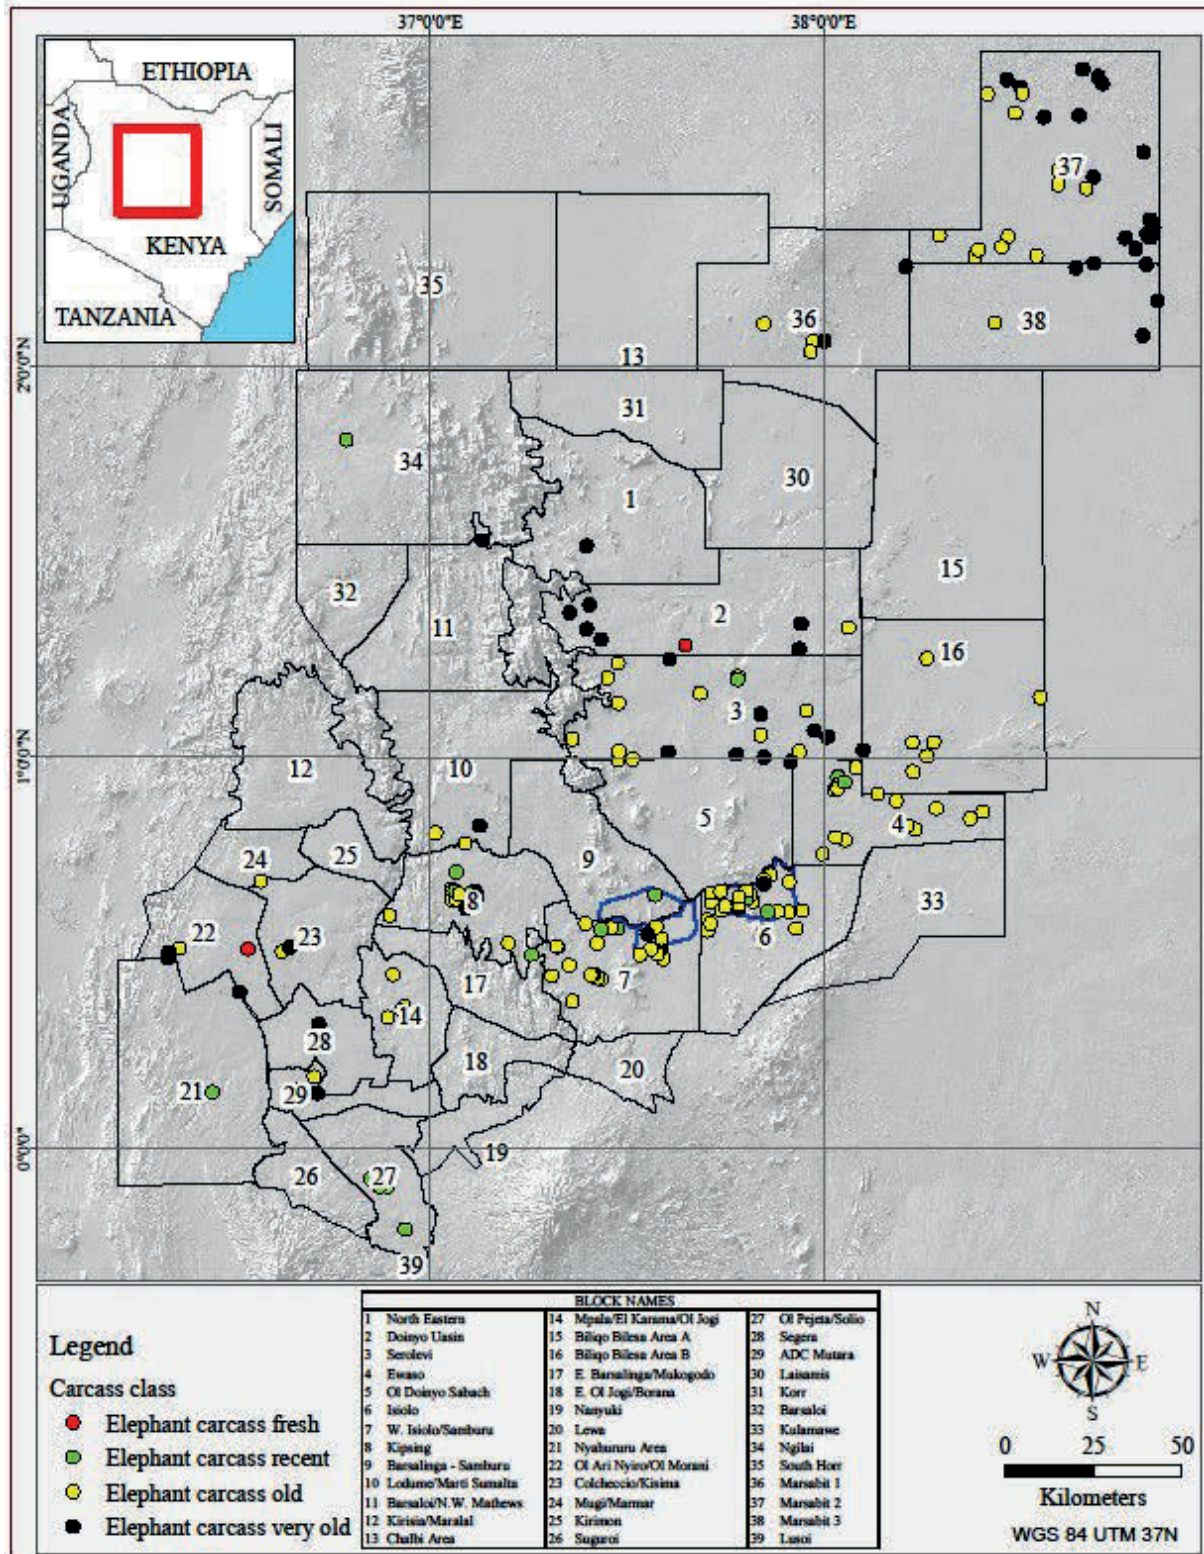 37°0'0"E
38°0'0"E
ETHIOPIA
UGANDA
SOMALI
KENYA
TANZANIA
2°0'0"N
1°0'0"N
0°0'0"N
37
35
36
38
13
31
34
30
1
15
32
2
11
16
3
12
10
5
4
25
9
24
8
33
22
23
6
7
17
14
28
18
20
21
29
19
26
27
39
Legend
Carcass class
Elephant carcass fresh
Elephant carcass recent
Elephant carcass old
Elephant carcass very old
BLOCK NAMES
1 North Eastern
2 Doinyo Uasin
3 Serolevi
4 Ewaso
5 Ol Doinyo Sabach
6 Isiolo
7 W. Isiolo/Samburu
8 Kipsing
9 Barsalinga - Samburu
10 Lodume/Marti Sumalta
11 Barsaloi/N.W. Mathews
12 Kirisia/Maralal
13 Chalbi Area
14 Mpala/El Karama/Ol Jogi
15 Biliqo Bilesa Area A
16 Biliqo Bilesa Area B
17 E. Barsalinga/Mukogodo
18 E. Ol Jogi/Borana
19 Nanyuki
20 Lewa
21 Nyahururu Area
22 Ol Ari Nyiro/Ol Morani
23 Colcheccio/Kisima
24 Mugi/Marmar
25 Kirimon
26 Suguroi
27 Ol Pejeta/Solio
28 Segera
29 ADC Mutara
30 Laisamis
31 Korr
32 Barsaloi
33 Kulamawe
34 Ngilai
35 South Horr
36 Marsabit 1
37 Marsabit 2
38 Marsabit 3
39 Lusoi
N
W E
S
0 25 50
Kilometers
WGS 84 UTM 37N